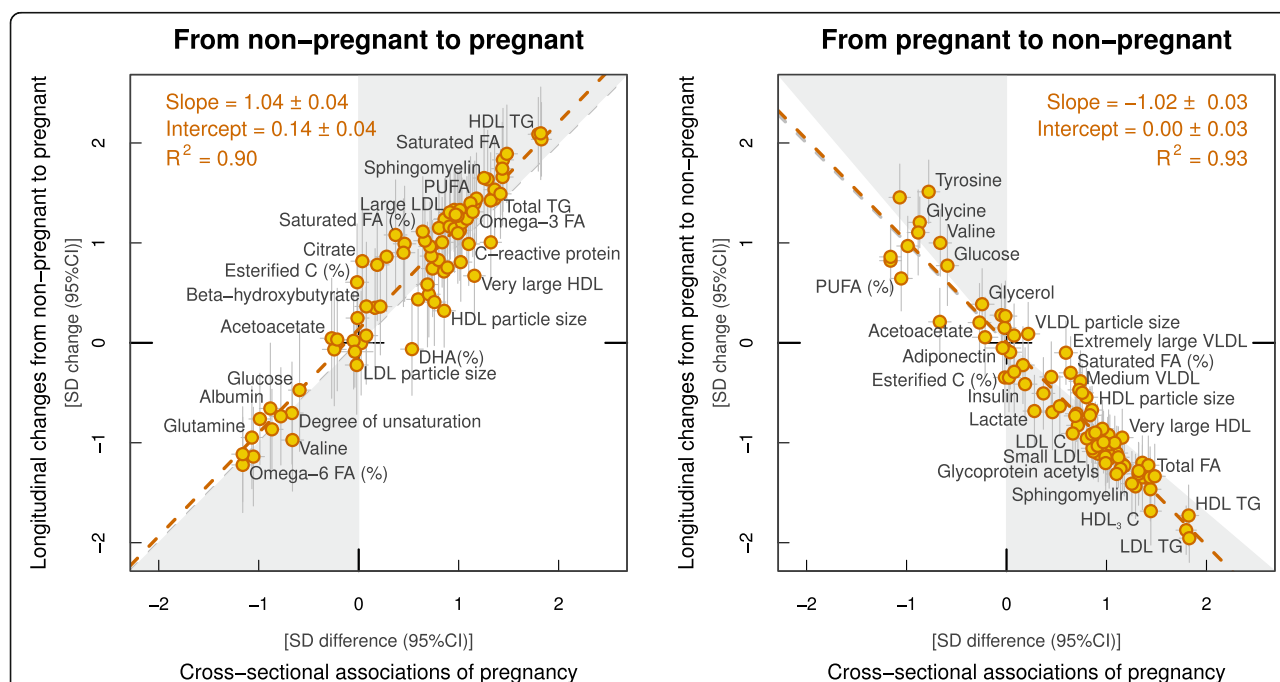 From non−pregnant to pregnant
Longitudinal changes from non−pregnant to pregnant
[SD change (95%CI)]
Slope = 1.04 ± 0.04
Intercept = 0.14 ± 0.04
R² = 0.90
HDL TG
Saturated FA
Sphingomyelin
PUFA
Large LDL
Total TG
Saturated FA (%)
Omega−3 FA
Citrate
C−reactive protein
Esterified C (%)
Very large HDL
Beta−hydroxybutyrate
HDL particle size
Acetoacetate
DHA(%)
LDL particle size
Glucose
Albumin
Degree of unsaturation
Glutamine
Valine
Omega−6 FA (%)
2
1
0
−1
−2
−2 −1 0 1 2
[SD difference (95%CI)]
Cross−sectional associations of pregnancy
From pregnant to non−pregnant
Longitudinal changes from pregnant to non−pregnant
[SD change (95%CI)]
Slope = −1.02 ± 0.03
Intercept = 0.00 ± 0.03
R² = 0.93
Tyrosine
Glycine
Valine
Glucose
PUFA (%)
Glycerol
VLDL particle size
Acetoacetate
Extremely large VLDL
Adiponectin
Saturated FA (%)
Esterified C (%)
Medium VLDL
Insulin
HDL particle size
Lactate
Very large HDL
LDL C
Small LDL
Total FA
Glycoprotein acetyls
Sphingomyelin
HDL TG
HDL₃ C
LDL TG
2
1
0
−1
−2
−2 −1 0 1 2
[SD difference (95%CI)]
Cross−sectional associations of pregnancy